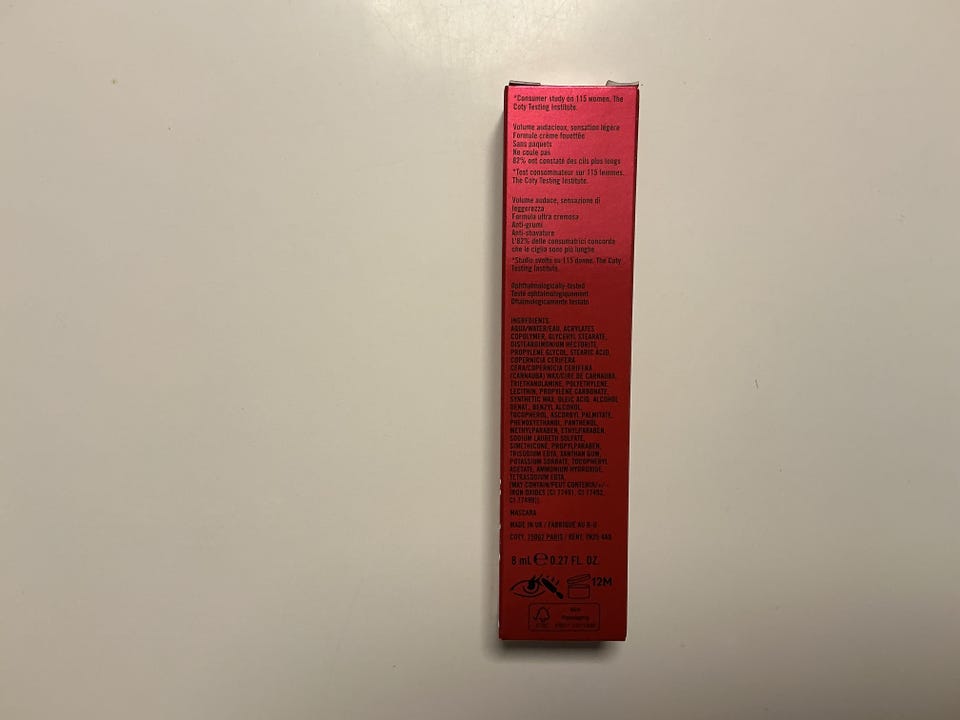 *Consumer study on 115 women. The
Coty Testing Institute.
Volume audacieux, sensation légère
Formule crème fouettée
Sans paquets
Ne coule pas
82% ont constaté des cils plus longs
*Test consommateur sur 115 femmes.
The Coty Testing Institute.
Volume audace, sensazione di
leggerezza
Formula ultra cremosa
Anti-grumi
Anti-sbavature
L'82% delle consumatrici concorda
che le ciglia sono più lunghe
*Studio svolto su 115 donne. The Coty
Testing Institute.
Ophthalmologically-tested
Testé ophtalmologiquement
Oftalmologicamente testato
INGREDIENTS:
AQUA/WATER/EAU, ACRYLATES
COPOLYMER, GLYCERYL STEARATE,
DISTEARDIMONIUM HECTORITE,
PROPYLENE GLYCOL, STEARIC ACID,
COPERNICIA CERIFERA
CERA/COPERNICIA CERIFERA
(CARNAUBA) WAX/CIRE DE CARNAUBA,
TRIETHANOLAMINE, POLYETHYLENE,
LECITHIN, PROPYLENE CARBONATE,
SYNTHETIC WAX, OLEIC ACID, ALCOHOL
DENAT., BENZYL ALCOHOL,
TOCOPHEROL, ASCORBYL PALMITATE,
PHENOXYETHANOL, PANTHENOL,
METHYLPARABEN, ETHYLPARABEN,
SODIUM LAURETH SULFATE,
SIMETHICONE, PROPYLPARABEN,
TRISODIUM EDTA, XANTHAN GUM,
POTASSIUM SORBATE, TOCOPHERYL
ACETATE, AMMONIUM HYDROXIDE,
TETRASODIUM EDTA,
[MAY CONTAIN/PEUT CONTENIR/+/-:
IRON OXIDES (CI 77491, CI 77492,
CI 77499)].
MASCARA
MADE IN UK / FABRIQUÉ AU R-U
COTY, 75002 PARIS / KENT, TN25 4AQ
8 mL e 0.27 FL. OZ.
12M
MIX
Packaging